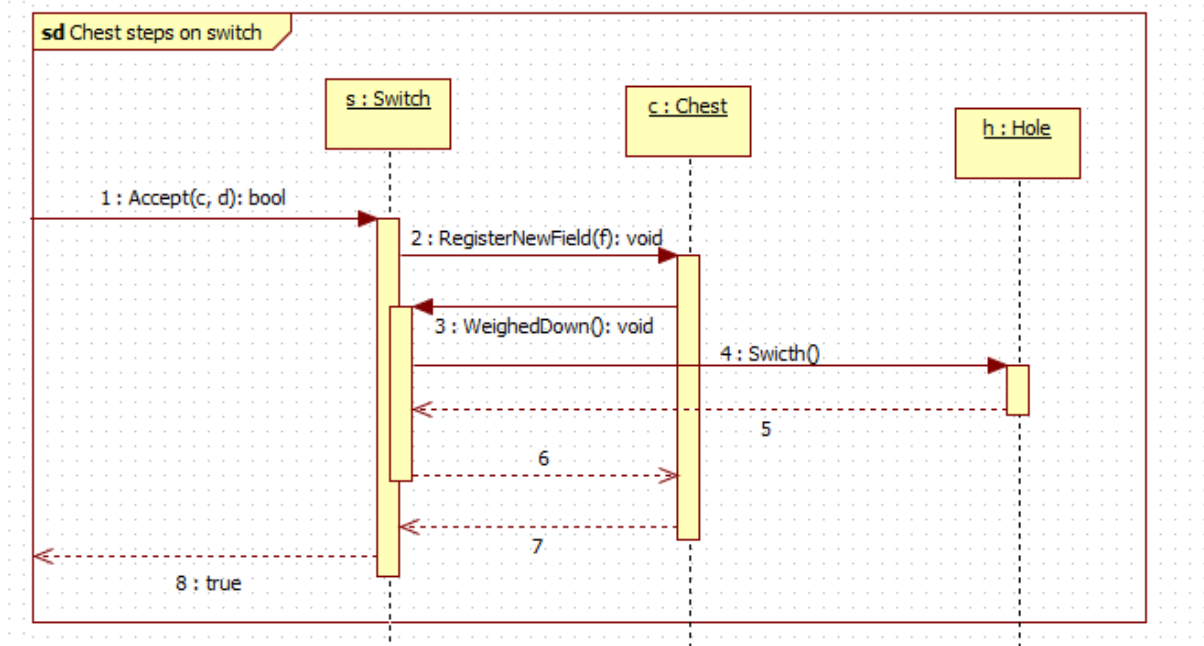 sd Chest steps on switch
s : Switch
c : Chest
h : Hole
1 : Accept(c, d): bool
2 : RegisterNewField(f): void
3 : WeighedDown(): void
4 : Swicth()
5
6
7
8 : true